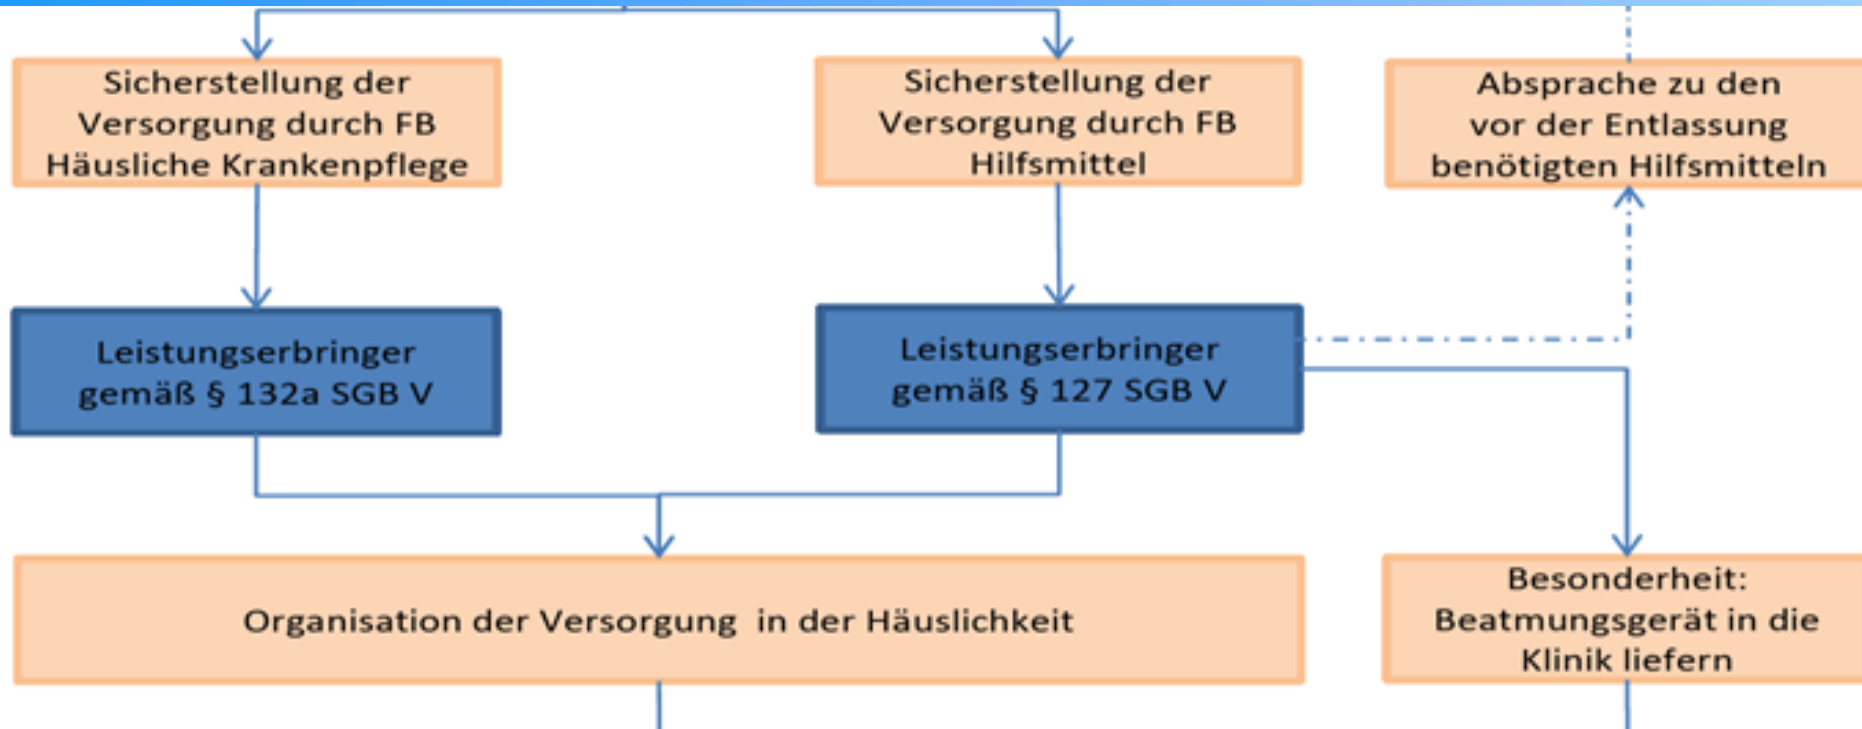 Sicherstellung der
Versorgung durch FB
Häusliche Krankenpflege
Sicherstellung der
Versorgung durch FB
Hilfsmittel
Absprache zu den
vor der Entlassung
benötigten Hilfsmitteln
Leistungserbringer
gemäß § 132a SGB V
Leistungserbringer
gemäß § 127 SGB V
Organisation der Versorgung in der Häuslichkeit
Besonderheit:
Beatmungsgerät in die
Klinik liefern